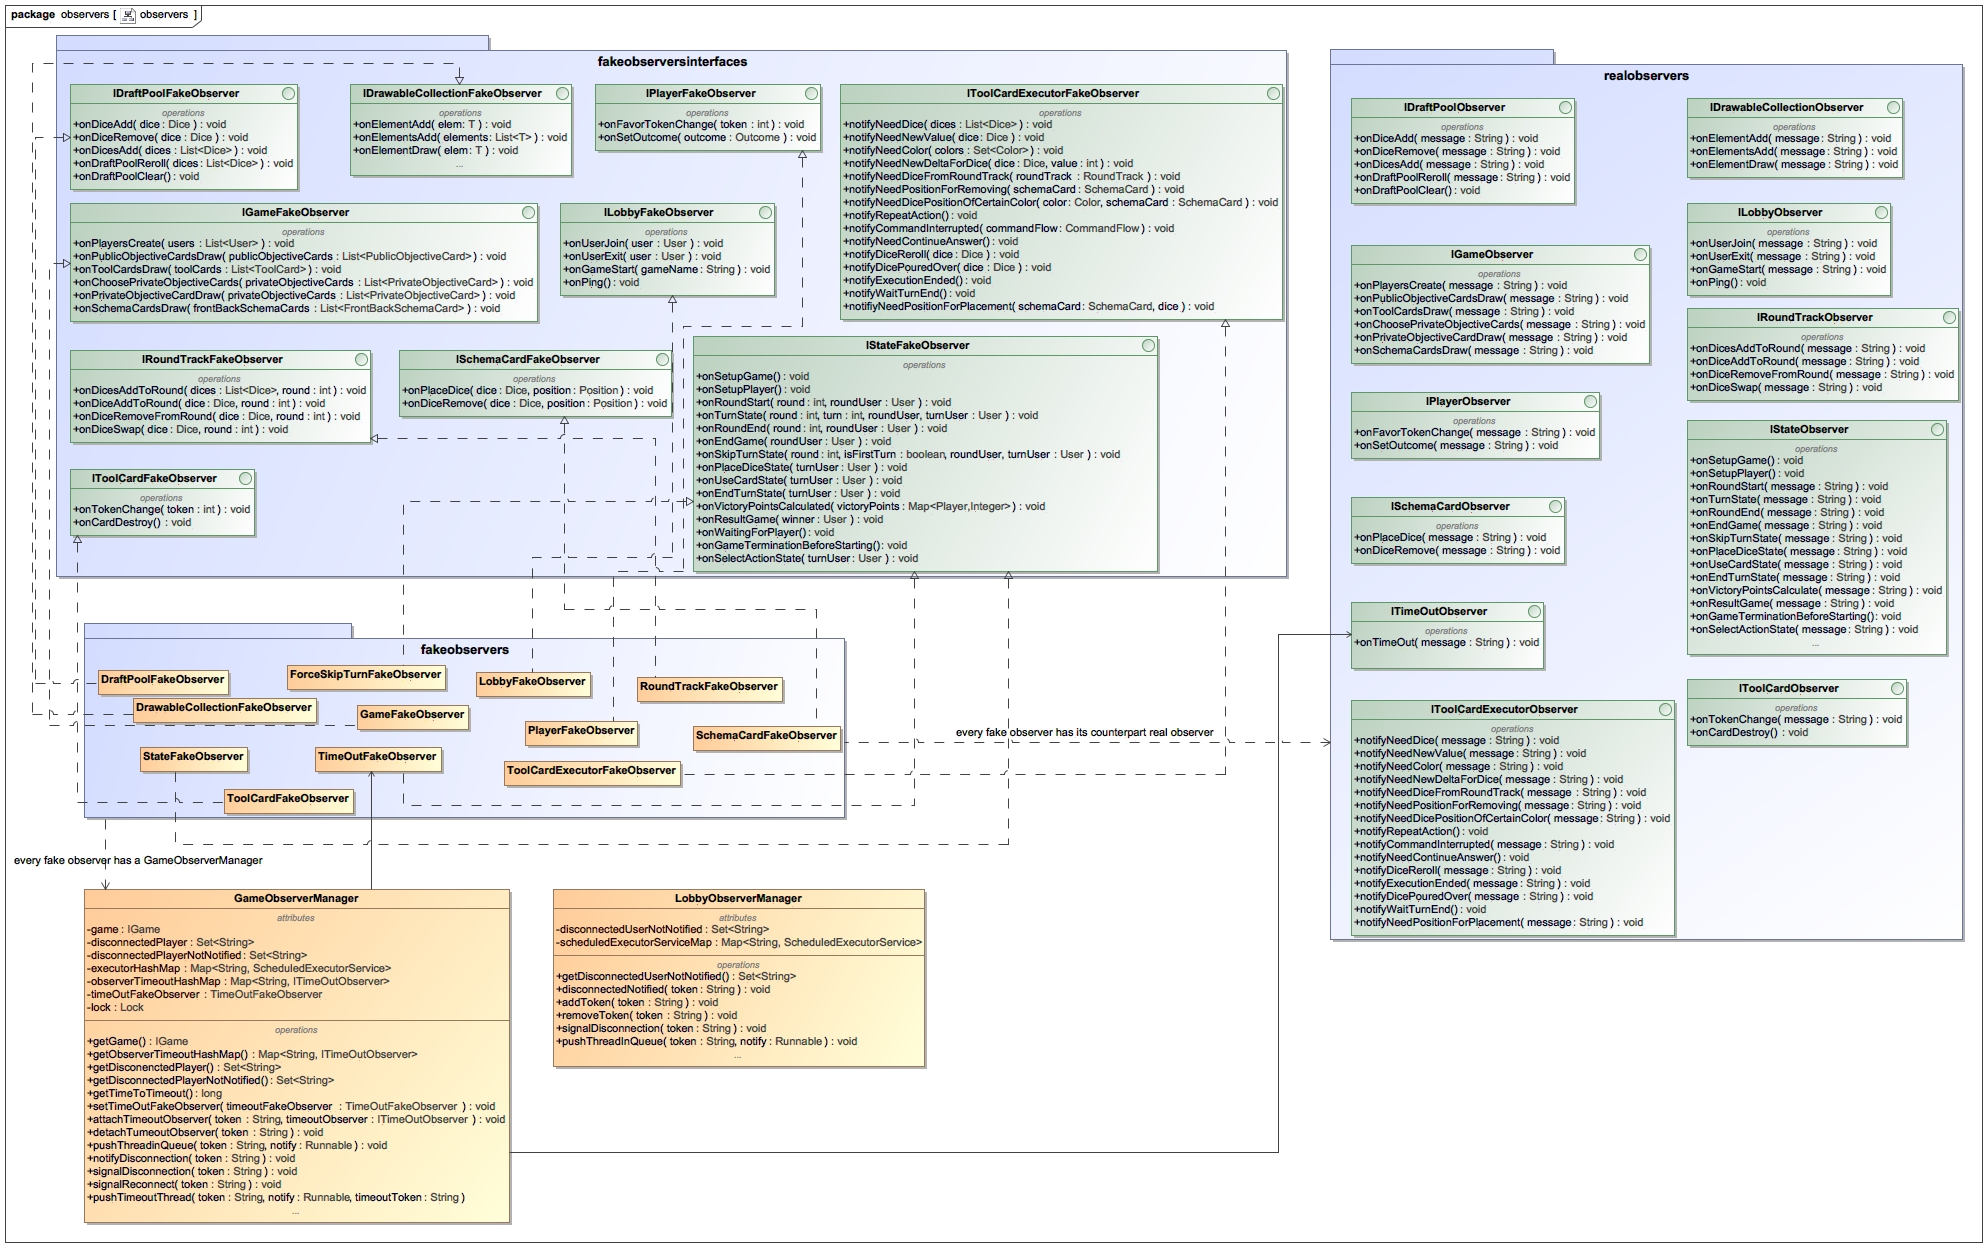 package observers [ observers ]
fakeobserversinterfaces
IDraftPoolFakeObserver
operations
+onDiceAdd( dice : Dice ) : void
+onDiceRemove( dice : Dice ) : void
+onDicesAdd( dices : List<Dice> ) : void
+onDraftPoolReroll( dices : List<Dice> ) : void
+onDraftPoolClear() : void
IDrawableCollectionFakeObserver
operations
+onElementAdd( elem : T ) : void
+onElementsAdd( elements : List<T> ) : void
+onElementDraw( elem : T ) : void
...
IPlayerFakeObserver
operations
+onFavorTokenChange( token : int ) : void
+onSetOutcome( outcome : Outcome ) : void
IToolCardExecutorFakeObserver
operations
+notifyNeedDice( dices : List<Dice> ) : void
+notifyNeedNewValue( dice : Dice ) : void
+notifyNeedColor( colors : Set<Color> ) : void
+notifyNeedNewDeltaForDice( dice : Dice, value : int ) : void
+notifyNeedDiceFromRoundTrack( roundTrack : RoundTrack ) : void
+notifyNeedPositionForRemoving( schemaCard : SchemaCard ) : void
+notifyNeedDicePositionOfCertainColor( color : Color, schemaCard : SchemaCard ) : void
+notifyRepeatAction() : void
+notifyCommandInterrupted( commandFlow : CommandFlow ) : void
+notifyNeedContinueAnswer() : void
+notifyDiceReroll( dice : Dice ) : void
+notifyDicePouredOver( dice : Dice ) : void
+notifyExecutionEnded() : void
+notifyWaitTurnEnd() : void
+notifiyNeedPositionForPlacement( schemaCard : SchemaCard, dice ) : void
IGameFakeObserver
operations
+onPlayersCreate( users : List<User> ) : void
+onPublicObjectiveCardsDraw( publicObjectiveCards : List<PublicObjectiveCard> ) : void
+onToolCardsDraw( toolCards : List<ToolCard> ) : void
+onChoosePrivateObjectiveCards( privateObjectiveCards : List<PrivateObjectiveCard> ) : void
+onPrivateObjectiveCardDraw( privateObjectiveCards : List<PrivateObjectiveCard> ) : void
+onSchemaCardsDraw( frontBackSchemaCards : List<FrontBackSchemaCard> ) : void
ILobbyFakeObserver
operations
+onUserJoin( user : User ) : void
+onUserExit( user : User ) : void
+onGameStart( gameName : String ) : void
+onPing() : void
IRoundTrackFakeObserver
operations
+onDicesAddToRound( dices : List<Dice>, round : int ) : void
+onDiceAddToRound( dice : Dice, round : int ) : void
+onDiceRemoveFromRound( dice : Dice, round : int ) : void
+onDiceSwap( dice : Dice, round : int ) : void
ISchemaCardFakeObserver
operations
+onPlaceDice( dice : Dice, position : Position ) : void
+onDiceRemove( dice : Dice, position : Position ) : void
IStateFakeObserver
operations
+onSetupGame() : void
+onSetupPlayer() : void
+onRoundStart( round : int, roundUser : User ) : void
+onTurnState( round : int, turn : int, roundUser, turnUser : User ) : void
+onRoundEnd( round : int, roundUser : User ) : void
+onEndGame( roundUser : User ) : void
+onSkipTurnState( round : int, isFirstTurn : boolean, roundUser, turnUser : User ) : void
+onPlaceDiceState( turnUser : User ) : void
+onUseCardState( turnUser : User ) : void
+onEndTurnState( turnUser : User ) : void
+onVictoryPointsCalculated( victoryPoints : Map<Player,Integer> ) : void
+onResultGame( winner : User ) : void
+onWaitingForPlayer() : void
+onGameTerminationBeforeStarting() : void
+onSelectActionState( turnUser : User ) : void
IToolCardFakeObserver
operations
+onTokenChange( token : int ) : void
+onCardDestroy() : void
fakeobservers
DraftPoolFakeObserver
ForceSkipTurnFakeObserver
LobbyFakeObserver
RoundTrackFakeObserver
DrawableCollectionFakeObserver
GameFakeObserver
PlayerFakeObserver
SchemaCardFakeObserver
StateFakeObserver
TimeOutFakeObserver
ToolCardExecutorFakeObserver
ToolCardFakeObserver
every fake observer has its counterpart real observer
every fake observer has a GameObserverManager
GameObserverManager
attributes
-game : IGame
-disconnectedPlayer : Set<String>
-disconnectedPlayerNotNotified : Set<String>
-executorHashMap : Map<String, ScheduledExecutorService>
-observerTimeoutHashMap : Map<String, ITimeOutObserver>
-timeOutFakeObserver : TimeOutFakeObserver
-lock : Lock
operations
+getGame() : IGame
+getObserverTimeoutHashMap() : Map<String, ITimeOutObserver>
+getDisconenctedPlayer() : Set<String>
+getDisconnectedPlayerNotNotified() : Set<String>
+getTimeToTimeout() : long
+setTimeOutFakeObserver( timeoutFakeObserver : TimeOutFakeObserver ) : void
+attachTimeoutObserver( token : String, timeoutObserver : ITimeOutObserver ) : void
+detachTumeoutObserver( token : String ) : void
+pushThreadinQueue( token : String, notify : Runnable ) : void
+notifyDisconnection( token : String ) : void
+signalDisconnection( token : String ) : void
+signalReconnect( token : String ) : void
+pushTimeoutThread( token : String, notify : Runnable, timeoutToken : String )
...
LobbyObserverManager
attributes
-disconnectedUserNotNotified : Set<String>
-scheduledExecutorServiceMap : Map<String, ScheduledExecutorService>
operations
+getDisconnectedUserNotNotified() : Set<String>
+disconnectedNotified( token : String ) : void
+addToken( token : String ) : void
+removeToken( token : String ) : void
+signalDisconnection( token : String ) : void
+pushThreadInQueue( token : String, notify : Runnable ) : void
...
realobservers
IDraftPoolObserver
operations
+onDiceAdd( message : String ) : void
+onDiceRemove( message : String ) : void
+onDicesAdd( message : String ) : void
+onDraftPoolReroll( message : String ) : void
+onDraftPoolClear() : void
IDrawableCollectionObserver
operations
+onElementAdd( message : String ) : void
+onElementsAdd( message : String ) : void
+onElementDraw( message : String ) : void
ILobbyObserver
operations
+onUserJoin( message : String ) : void
+onUserExit( message : String ) : void
+onGameStart( message : String ) : void
+onPing() : void
IGameObserver
operations
+onPlayersCreate( message : String ) : void
+onPublicObjectiveCardsDraw( message : String ) : void
+onToolCardsDraw( message : String ) : void
+onChoosePrivateObjectiveCards( message : String ) : void
+onPrivateObjectiveCardDraw( message : String ) : void
+onSchemaCardsDraw( message : String ) : void
IRoundTrackObserver
operations
+onDicesAddToRound( message : String ) : void
+onDiceAddToRound( message : String ) : void
+onDiceRemoveFromRound( message : String ) : void
+onDiceSwap( message : String ) : void
IPlayerObserver
operations
+onFavorTokenChange( message : String ) : void
+onSetOutcome( message : String ) : void
IStateObserver
operations
+onSetupGame() : void
+onSetupPlayer() : void
+onRoundStart( message : String ) : void
+onTurnState( message : String ) : void
+onRoundEnd( message : String ) : void
+onEndGame( message : String ) : void
+onSkipTurnState( message : String ) : void
+onPlaceDiceState( message : String ) : void
+onUseCardState( message : String ) : void
+onEndTurnState( message : String ) : void
+onVictoryPointsCalculate( message : String ) : void
+onResultGame( message : String ) : void
+onGameTerminationBeforeStarting() : void
+onSelectActionState( message : String ) : void
...
ISchemaCardObserver
operations
+onPlaceDice( message : String ) : void
+onDiceRemove( message : String ) : void
ITimeOutObserver
operations
+onTimeOut( message : String ) : void
IToolCardObserver
operations
+onTokenChange( message : String ) : void
+onCardDestroy() : void
IToolCardExecutorObserver
operations
+notifyNeedDice( message : String ) : void
+notifyNeedNewValue( message : String ) : void
+notifyNeedColor( message : String ) : void
+notifyNeedNewDeltaForDice( message : String ) : void
+notifyNeedDiceFromRoundTrack( message : String ) : void
+notifyNeedPositionForRemoving( message : String ) : void
+notifyNeedDicePositionOfCertainColor( message : String ) : void
+notifyRepeatAction() : void
+notifyCommandInterrupted( message : String ) : void
+notifyNeedContinueAnswer() : void
+notifyDiceReroll( message : String ) : void
+notifyExecutionEnded( message : String ) : void
+notifyDicePouredOver( message : String ) : void
+notifyWaitTurnEnd() : void
+notifyNeedPositionForPlacement( message : String ) : void